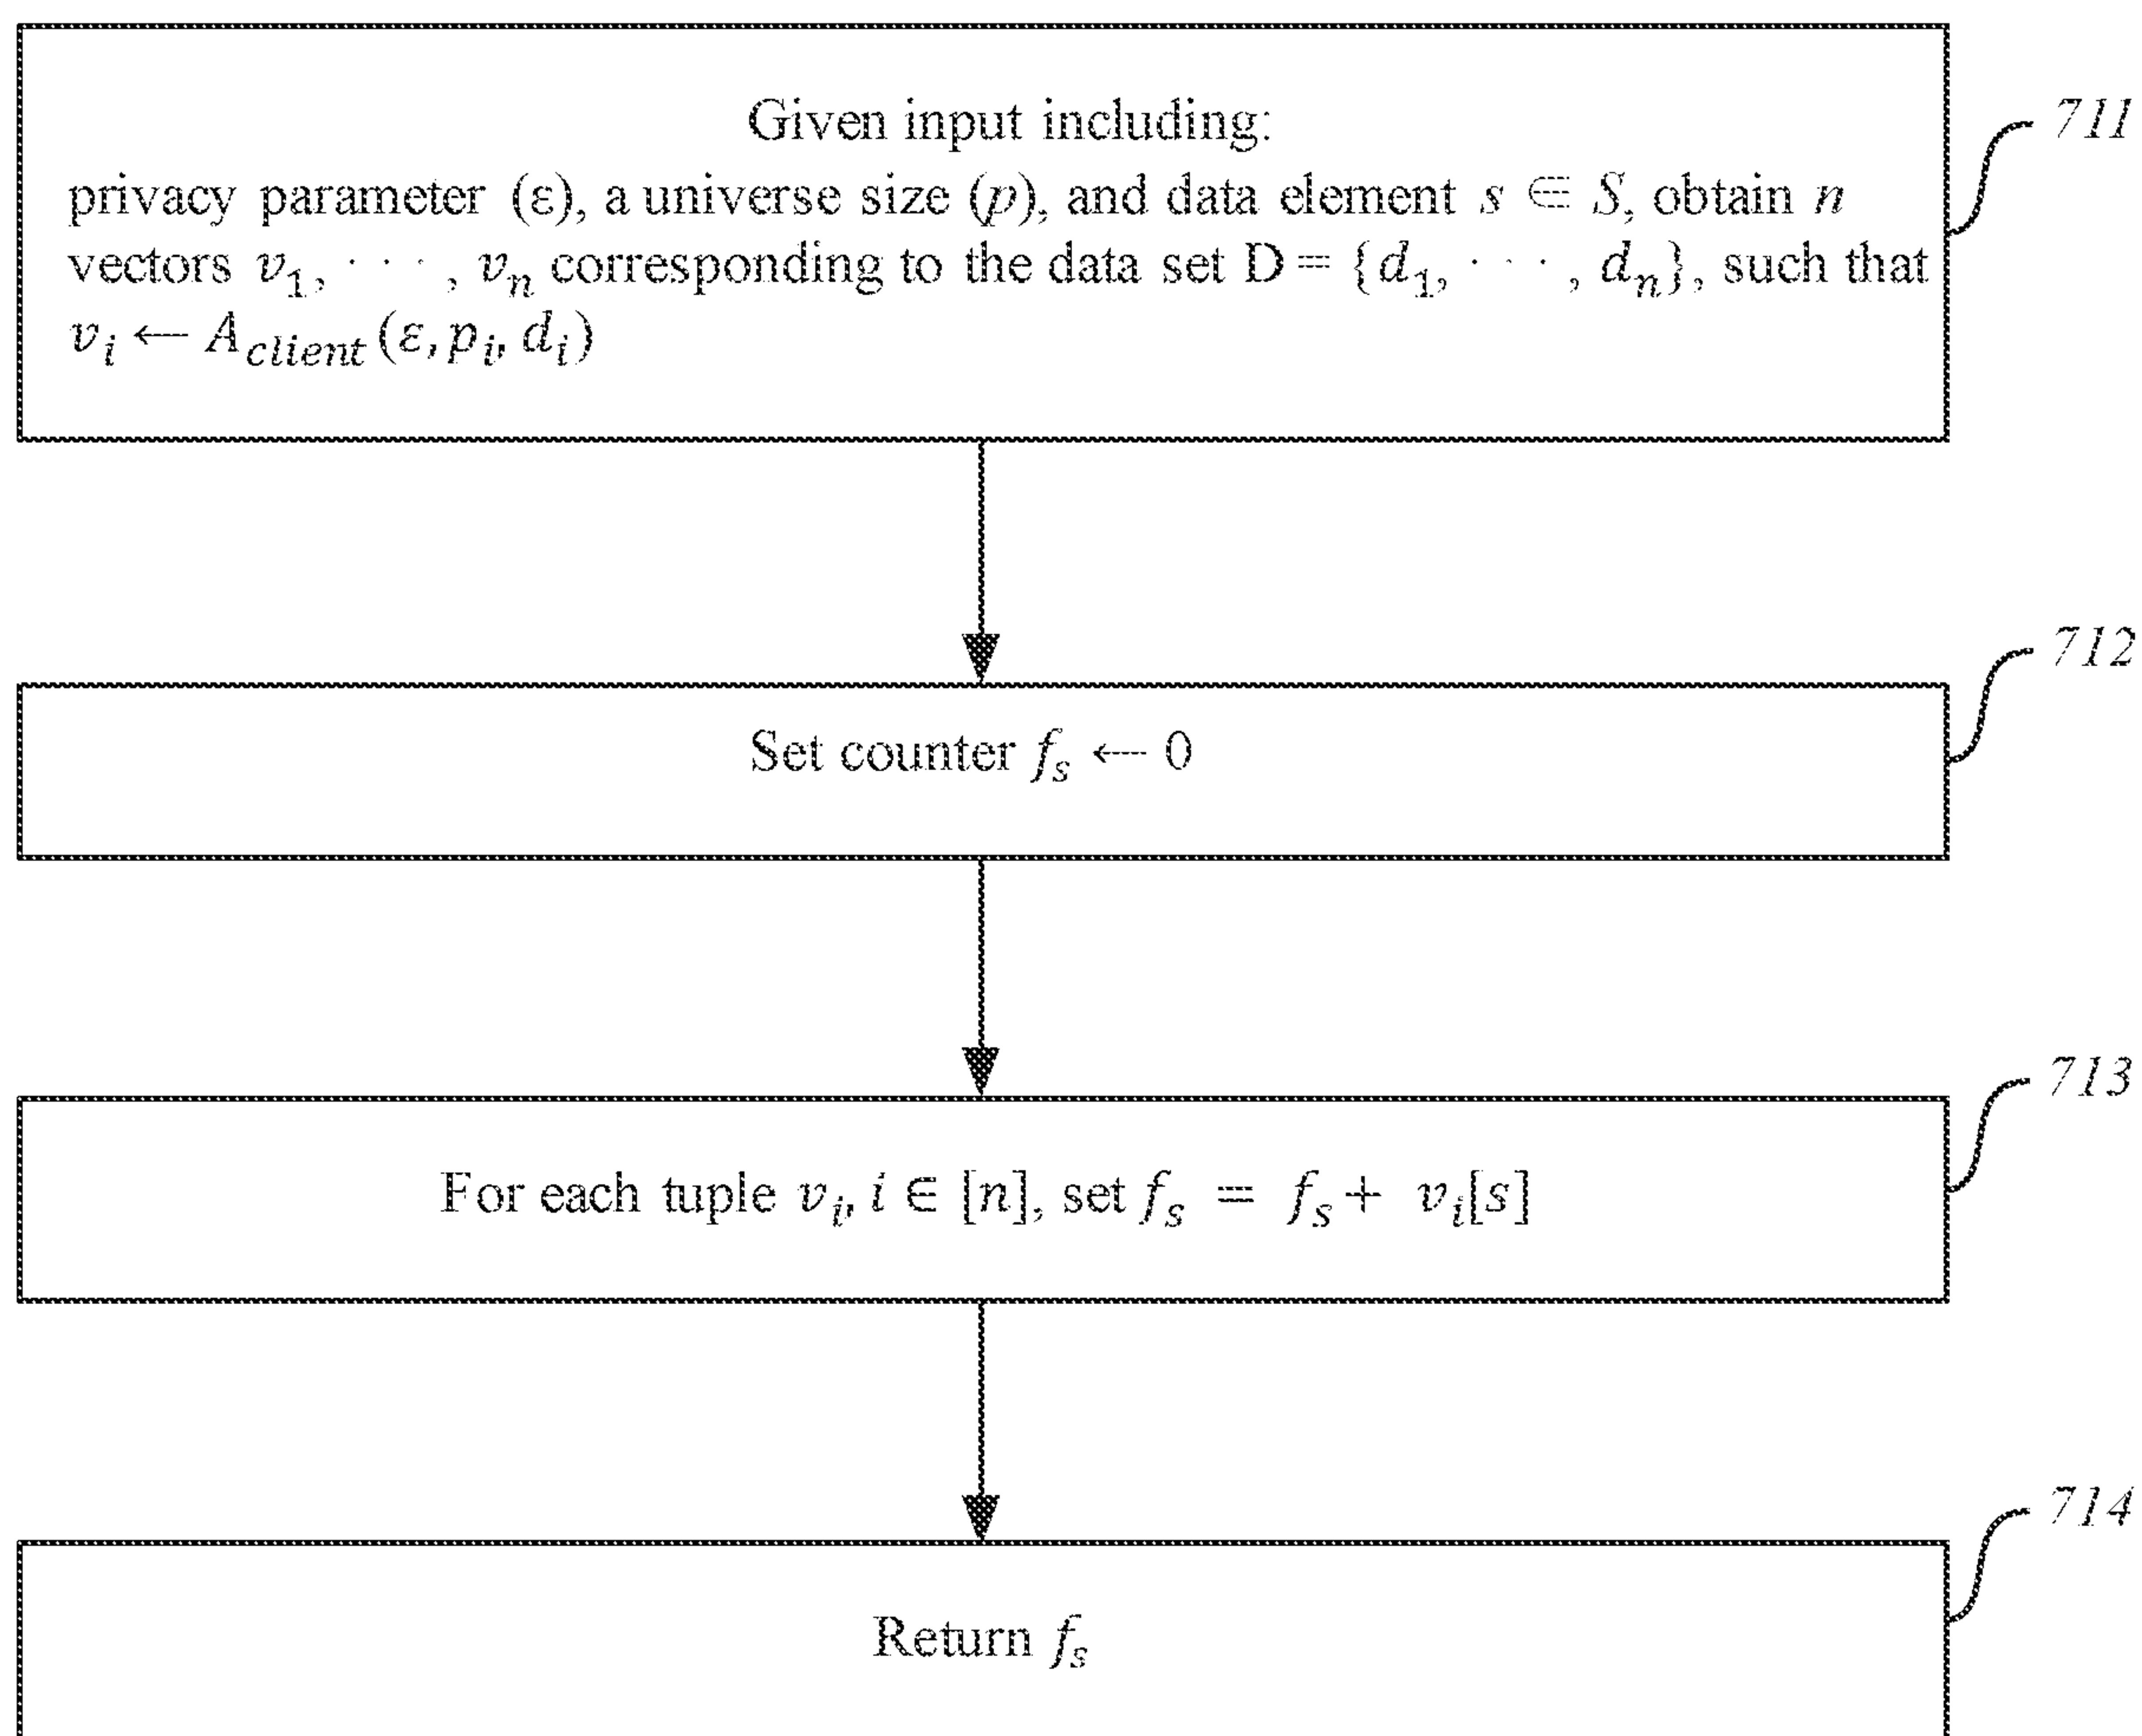 Given input including:
711
privacy parameter (ε), a universe size (p), and data element s ∈ S, obtain n
vectors v₁, · · · , vₙ corresponding to the data set D = {d₁, · · · , dₙ}, such that
vᵢ ← A_client(ε, pᵢ, dᵢ)
712
Set counter fₛ ← 0
713
For each tuple vᵢ, i ∈ [n], set fₛ = fₛ + vᵢ[s]
714
Return fₛ